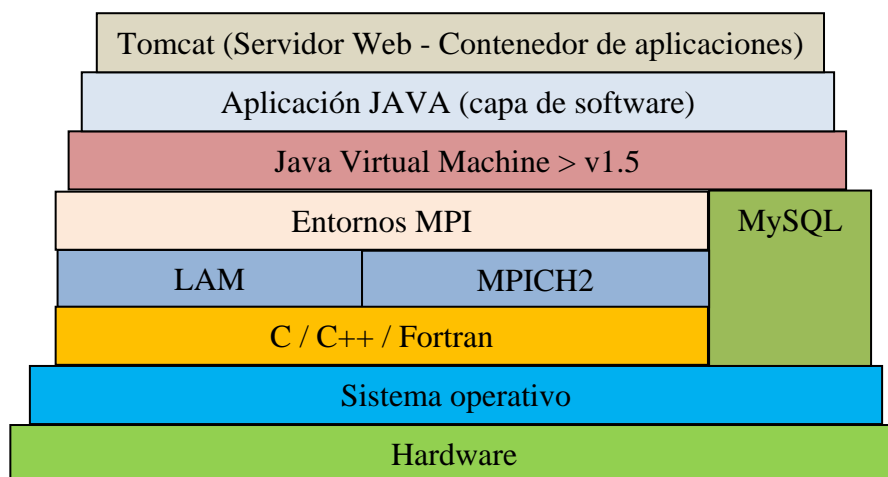 Tomcat (Servidor Web - Contenedor de aplicaciones)
Aplicación JAVA (capa de software)
Java Virtual Machine > v1.5
Entornos MPI
MySQL
LAM
MPICH2
C / C++ / Fortran
Sistema operativo
Hardware